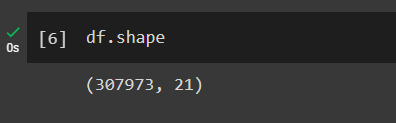 [6] df.shape
0s
(307973, 21)